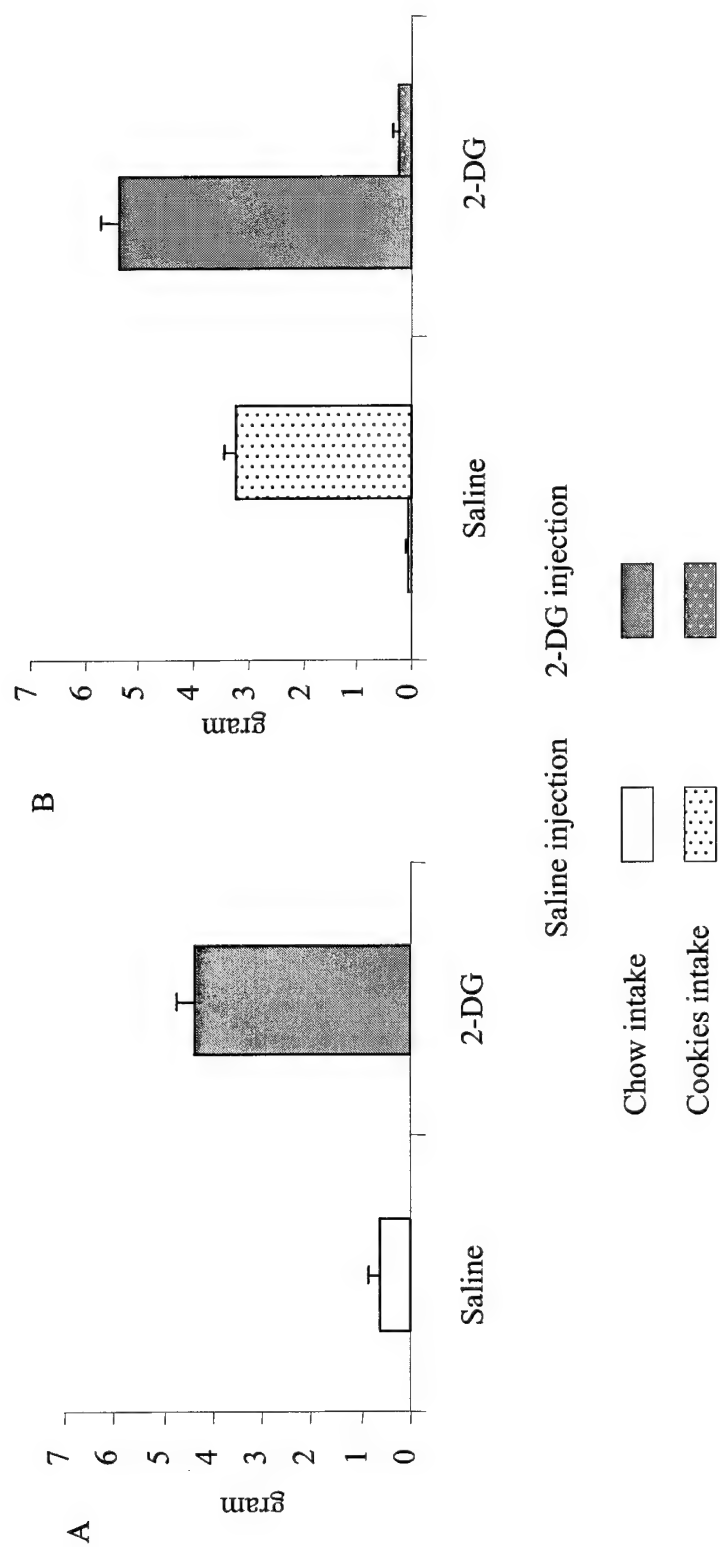 A
gram
7
6
5
4
3
2
1
0
Saline
2-DG
B
gram
7
6
5
4
3
2
1
0
Saline
2-DG
Saline injection
2-DG injection
Chow intake
Cookies intake